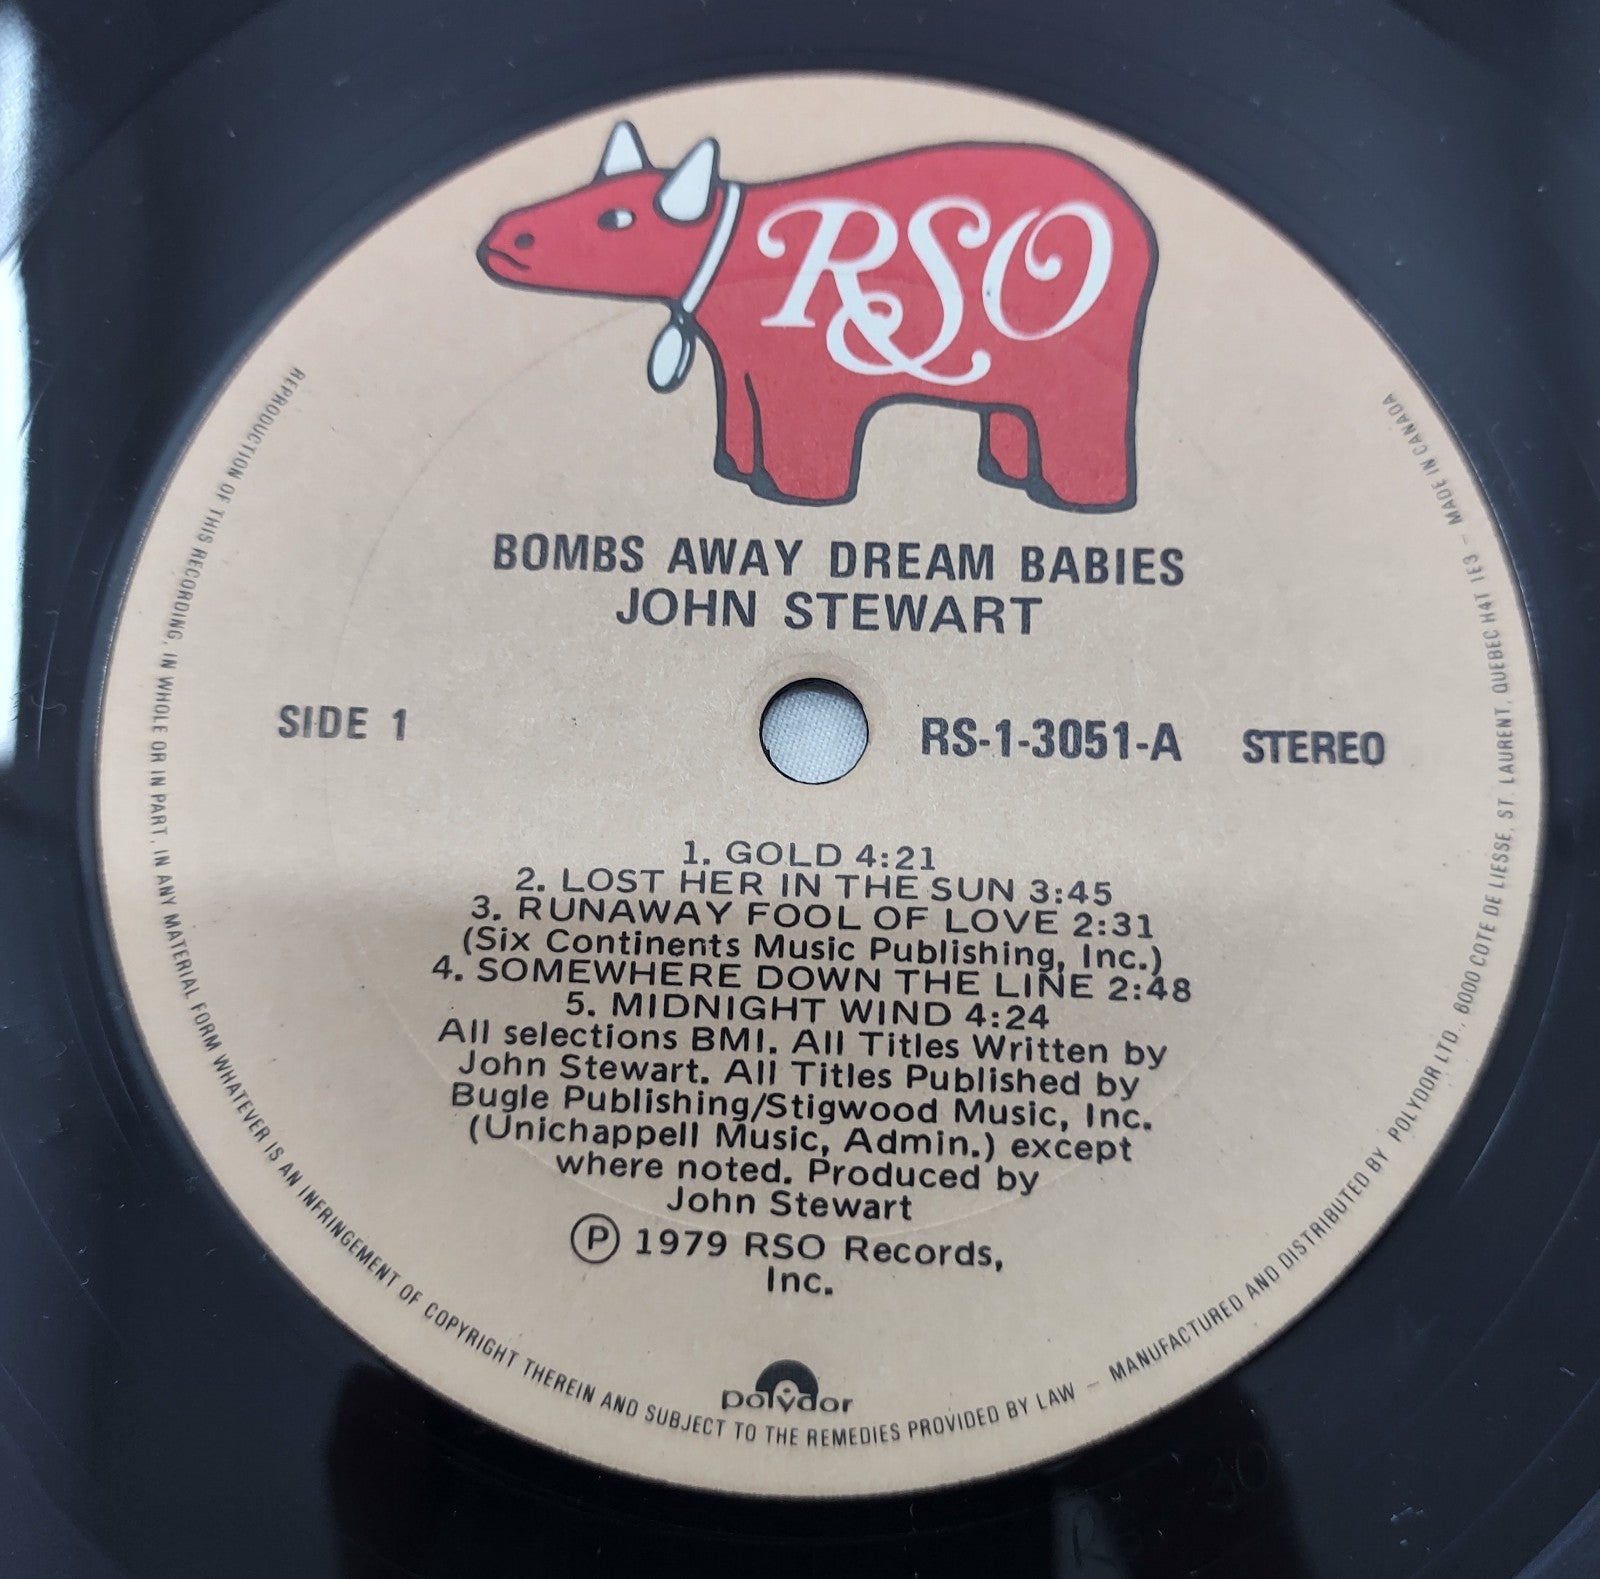 RSO
BOMBS AWAY DREAM BABIES
JOHN STEWART
SIDE 1
RS-1-3051-A STEREO
1. GOLD 4:21
2. LOST HER IN THE SUN 3:45
3. RUNAWAY FOOL OF LOVE 2:31
(Six Continents Music Publishing, Inc.)
4. SOMEWHERE DOWN THE LINE 2:48
5. MIDNIGHT WIND 4:24
All selections BMI. All Titles Written by
John Stewart. All Titles Published by
Bugle Publishing/Stigwood Music, Inc.
(Unichappell Music, Admin.) except
where noted. Produced by
John Stewart
Ⓟ 1979 RSO Records,
Inc.
polydor
REPRODUCTION OF THIS RECORDING, IN WHOLE OR IN PART, IN ANY MATERIAL FORM WHATEVER IS AN INFRINGEMENT OF COPYRIGHT THEREIN AND SUBJECT TO THE REMEDIES PROVIDED BY LAW – MANUFACTURED AND DISTRIBUTED BY POLYDOR LTD., 6000 COTE DE LIESSE, ST. LAURENT, QUEBEC H4T 1E3 – MADE IN CANADA